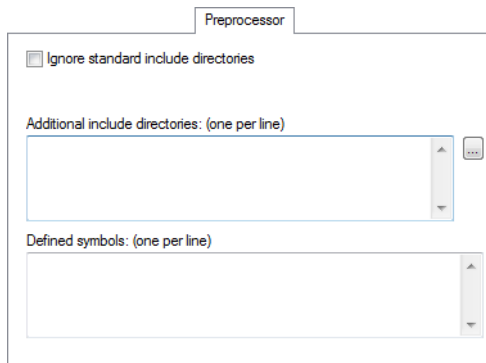 Preprocessor
Ignore standard include directories
Additional include directories: (one per line)
...
Defined symbols: (one per line)